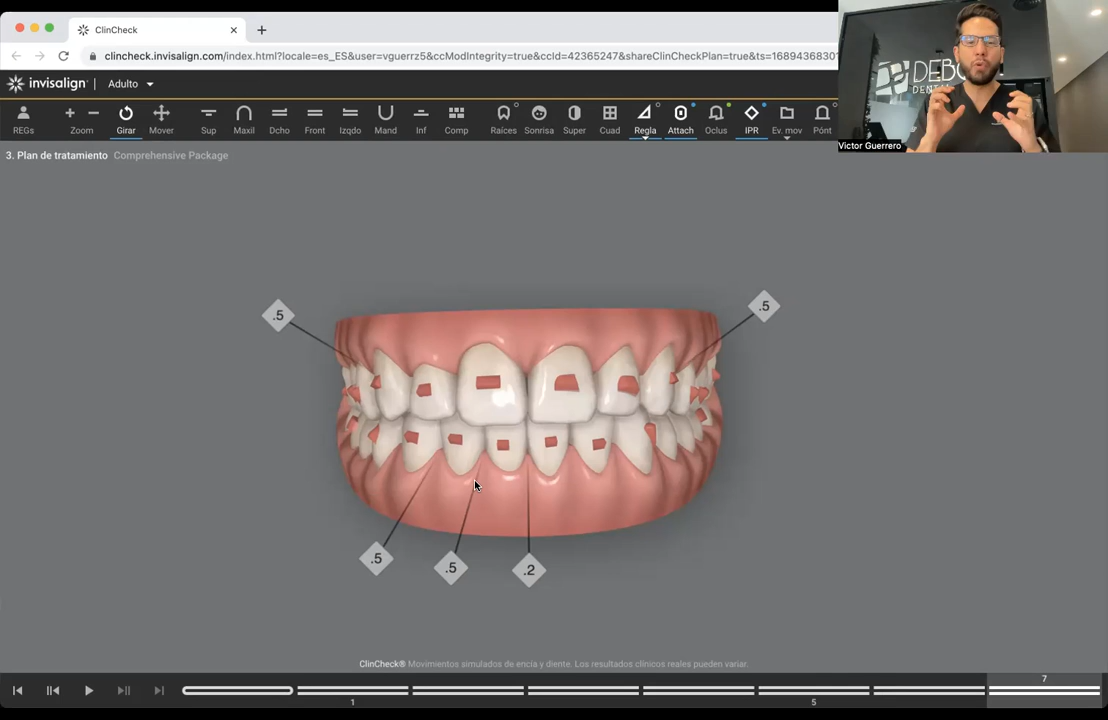 ClinCheck
clincheck.invisalign.com/index.html?locale=es_ES&user=vguerrz5&ccModIntegrity=true&ccId=42365247&shareClinCheckPlan=true&ts=16894368301
invisalign Adulto
REGs Zoom Girar Mover Sup Maxil Dcho Front Izqdo Mand Inf Comp Raíces Sonrisa Super Cuad Regla Attach Oclus IPR Ev. mov Pónt
3. Plan de tratamiento Comprehensive Package
DEBO
DENTAL
Victor Guerrero
.5
.5
.5
.5
.2
ClinCheck® Movimientos simulados de encía y diente. Los resultados clínicos reales pueden variar.
7
1
5